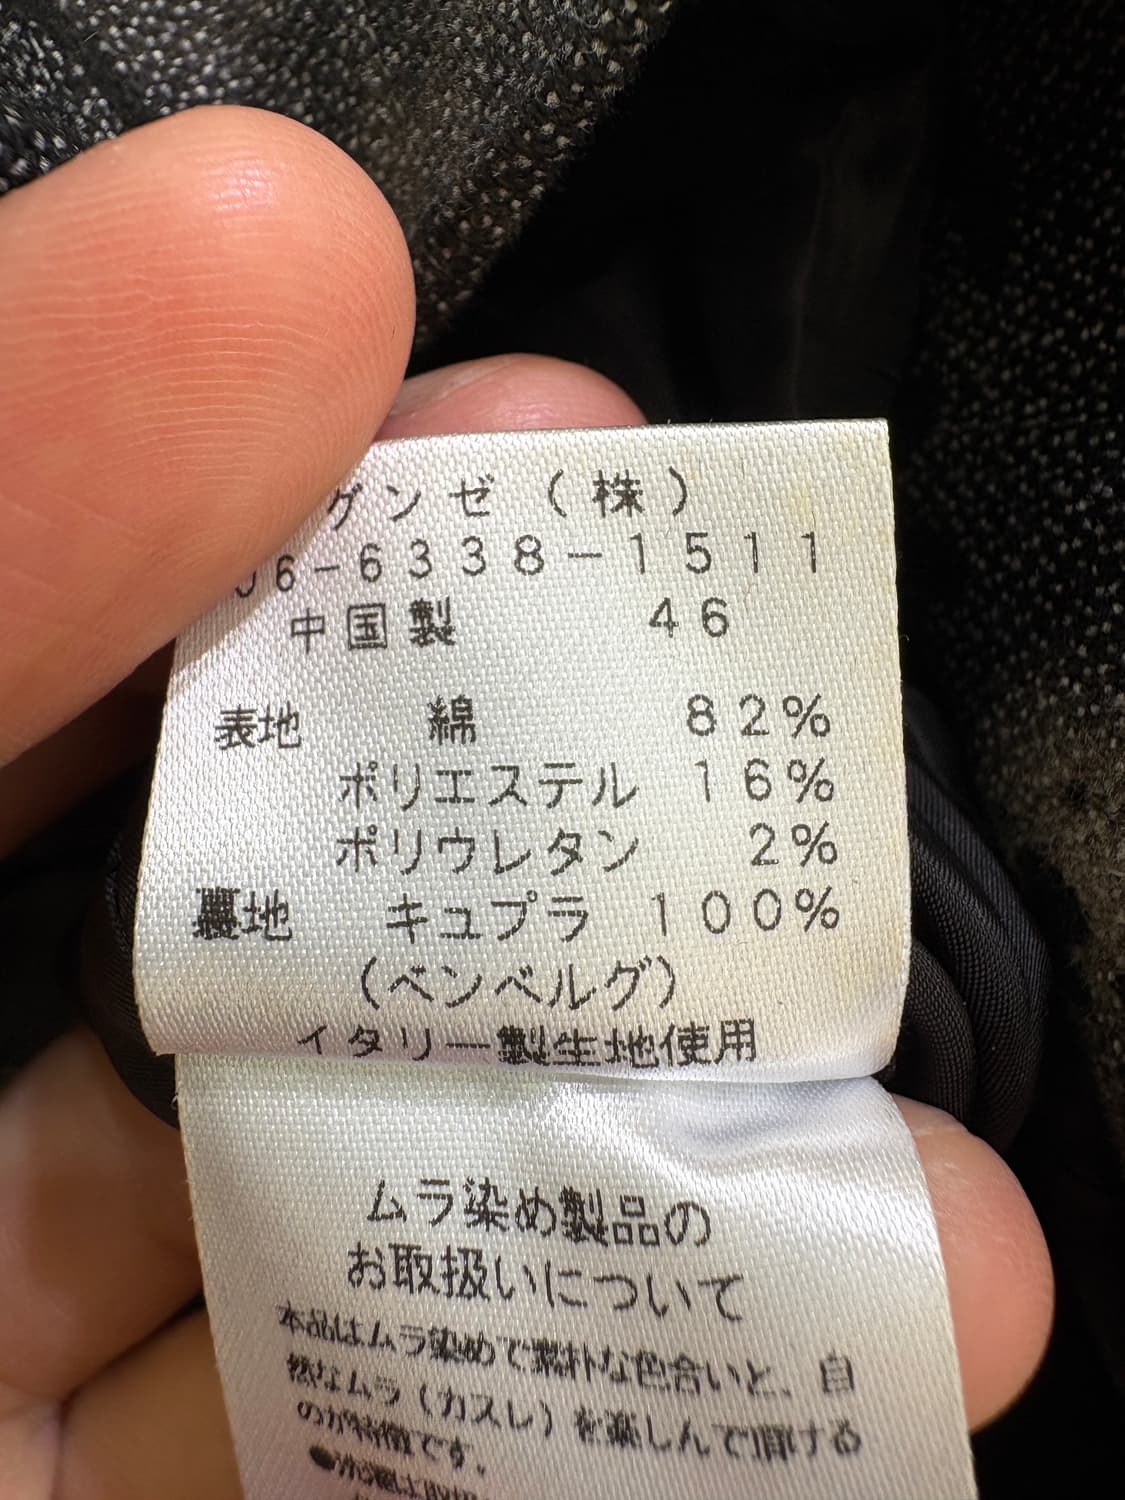 グンゼ（株）
06-6338-1511
中国製 46
表地 綿 82%
ポリエステル 16%
ポリウレタン 2%
裏地 キュプラ 100%
（ベンベルグ）
イタリー製生地使用
ムラ染め製品の
お取扱いについて
本品はムラ染めで素朴な色合いと、自
然なムラ（カスレ）を楽しんで頂ける
のが特徴です。